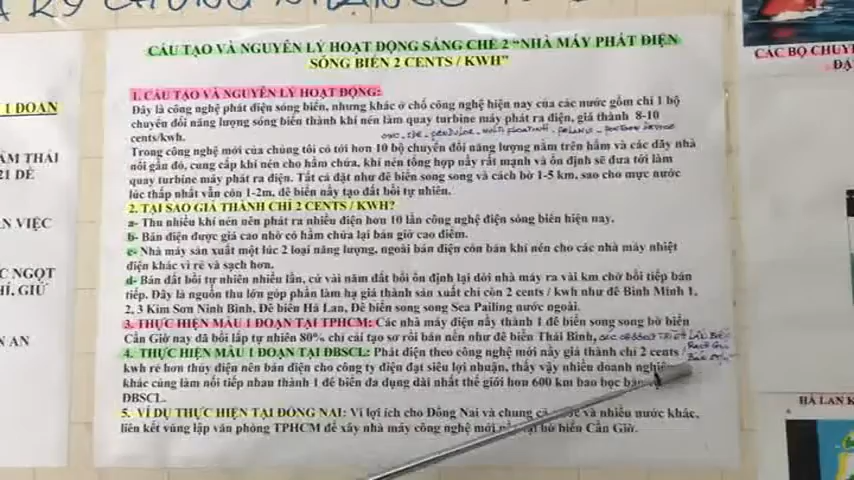 CẤU TẠO VÀ NGUYÊN LÝ HOẠT ĐỘNG SÁNG CHẾ 2 "NHÀ MÁY PHÁT ĐIỆN
SÓNG BIỂN 2 CENTS / KWH"
1. CẤU TẠO VÀ NGUYÊN LÝ HOẠT ĐỘNG:
Đây là công nghệ phát điện sóng biển, nhưng khác ở chổ công nghệ hiện nay của các nước gồm chỉ 1 bộ
chuyển đổi năng lượng sóng biển thành khí nén làm quay turbine máy phát ra điện, giá thành 8-10
cents/kwh.
Trong công nghệ mới của chúng tôi có tới hơn 10 bộ chuyển đổi năng lượng nằm trên hầm và các dãy nhà
nổi gần đó, cung cấp khí nén cho hầm chứa, khí nén tổng hợp nầy rất mạnh và ổn định sẽ đưa tới làm
quay turbine máy phát ra điện. Tất cả đặt như đê biển song song và cách bờ 1-5 km, sao cho mực nước
lúc thấp nhất vẫn còn 1-2m, đê biển nầy tạo đất bồi tự nhiên.
2. TẠI SAO GIÁ THÀNH CHỈ 2 CENTS / KWH?
a- Thu nhiều khí nén nên phát ra nhiều điện hơn 10 lần công nghệ điện sóng biển hiện nay.
b- Bán điện được giá cao nhờ có hầm chứa lại bán giờ cao điểm.
c- Nhà máy sản xuất một lúc 2 loại năng lượng, ngoài bán điện còn bán khí nén cho các nhà máy nhiệt
điện khác vì rẻ và sạch hơn.
d- Bán đất bồi tự nhiên nhiều lần, cứ vài năm đất bồi ổn định lại dời nhà máy ra vài km chờ bồi tiếp bán
tiếp. Đây là nguồn thu lớn góp phần làm hạ giá thành sản xuất chỉ còn 2 cents / kwh như đê Bình Minh 1,
2, 3 Kim Sơn Ninh Bình, Đê biển Hà Lan, Đê biển song song Sea Pailing nước ngoài.
3. THỰC HIỆN MẪU 1 ĐOẠN TẠI TPHCM: Các nhà máy điện nầy thành 1 đê biển song song bờ biển
Cần Giờ nay đã bồi lấp tự nhiên 80% chỉ cải tạo sơ rồi bán nền như đê biển Thái Bình,
4. THỰC HIỆN MẪU 1 ĐOẠN TẠI ĐBSCL: Phát điện theo công nghệ mới nầy giá thành chỉ 2 cents /
kwh rẻ hơn thủy điện nên bán điện cho công ty điện đạt siêu lợi nhuận, thấy vậy nhiều doanh
khác cùng làm nối tiếp nhau thành 1 đê biển đa dụng dài nhất thế giới hơn 600 km bao bọc
ĐBSCL.
5. VÍ DỤ THỰC HIỆN TẠI ĐỒNG NAI: Vì lợi ích cho Đồng Nai và chung và nhiều nước khác,
liên kết vùng lập văn phòng TPHCM để xây nhà máy công nghệ mới bờ biển Cần Giờ.
1 ĐOẠN
THÁI
VIỆC
NGỌT
GIỮ
AN
CÁC BỘ
HÀ LAN